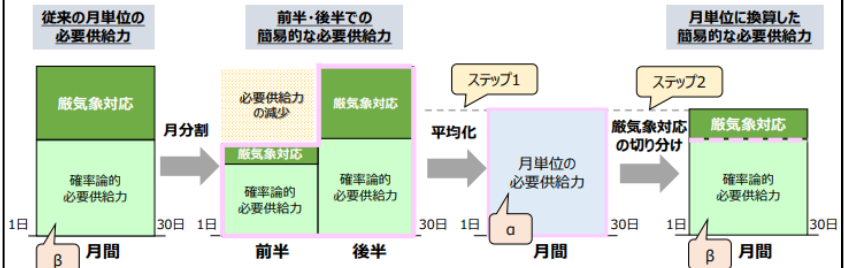 従来の月単位の
必要供給力
前半・後半での
簡易的な必要供給力
月単位に換算した
簡易的な必要供給力
厳気象対応
確率論的
必要供給力
1日
30日
β
月間
月分割
必要供給力
の減少
厳気象対応
確率論的
必要供給力
厳気象対応
確率論的
必要供給力
1日
30日
前半
後半
ステップ1
平均化
月単位の
必要供給力
1日
30日
α
月間
ステップ2
厳気象対応
の切り分け
厳気象対応
確率論的
必要供給力
1日
30日
β
月間